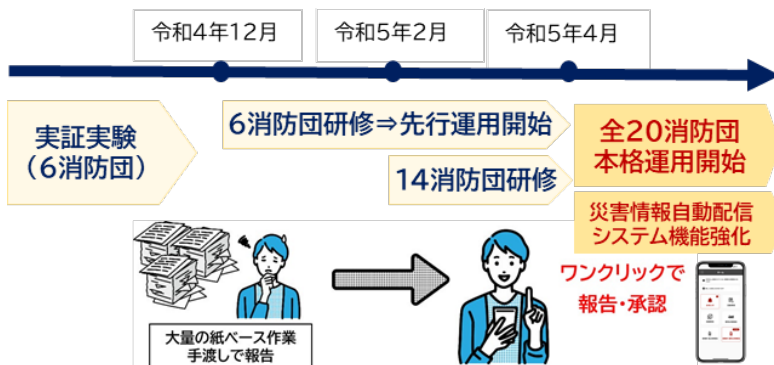 令和4年12月
令和5年2月
令和5年4月
実証実験
（6消防団）
6消防団研修⇒先行運用開始
14消防団研修
全20消防団
本格運用開始
災害情報自動配信
システム機能強化
大量の紙ベース作業
手渡しで報告
ワンクリックで
報告・承認